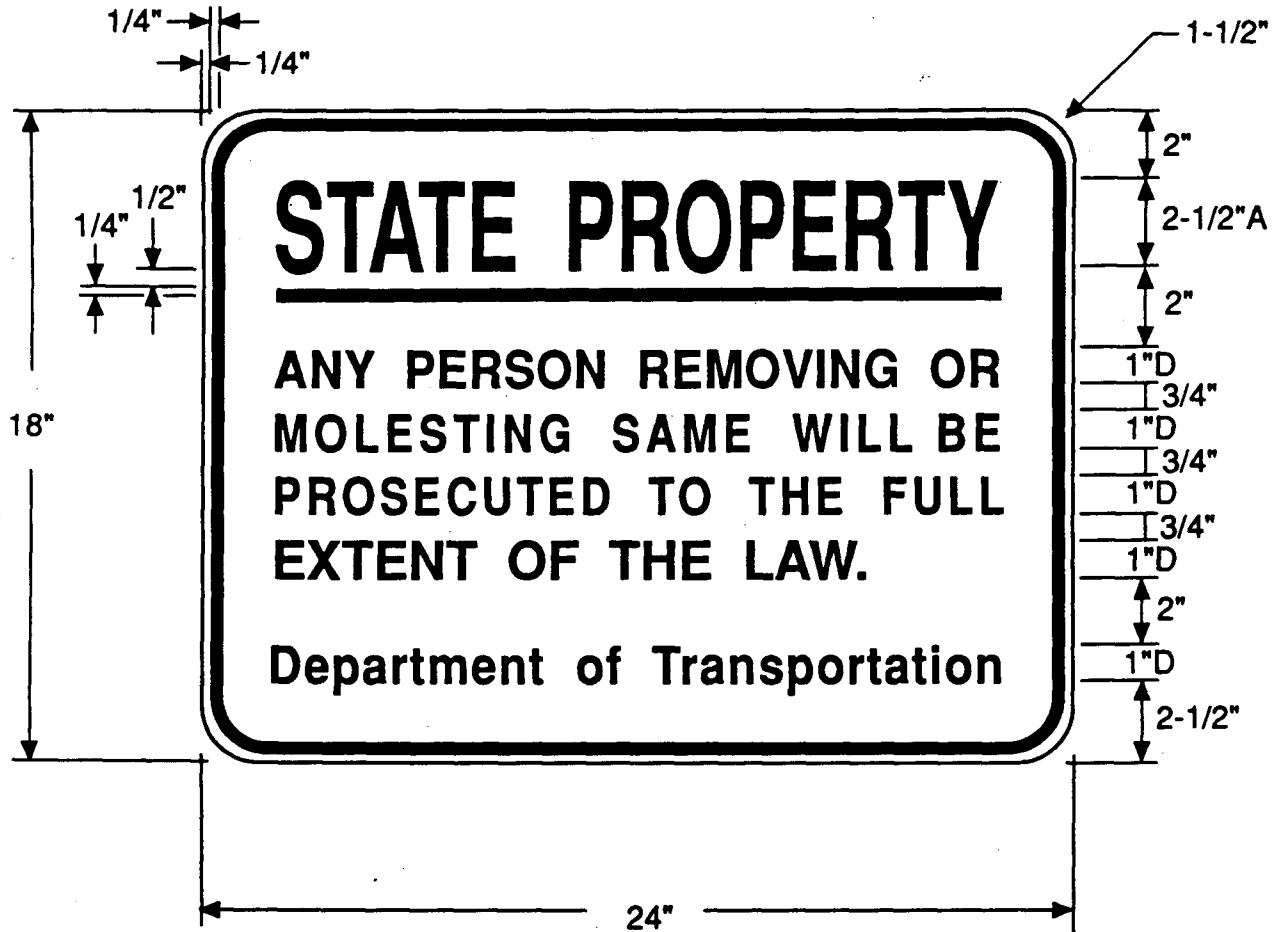 1/4"
1/4"
1-1/2"
2"
2-1/2"A
2"
1"D
3/4"
1"D
3/4"
1"D
3/4"
1"D
2"
1"D
2-1/2"
1/2"
1/4"
18"
STATE PROPERTY
ANY PERSON REMOVING OR
MOLESTING SAME WILL BE
PROSECUTED TO THE FULL
EXTENT OF THE LAW.
Department of Transportation
24"